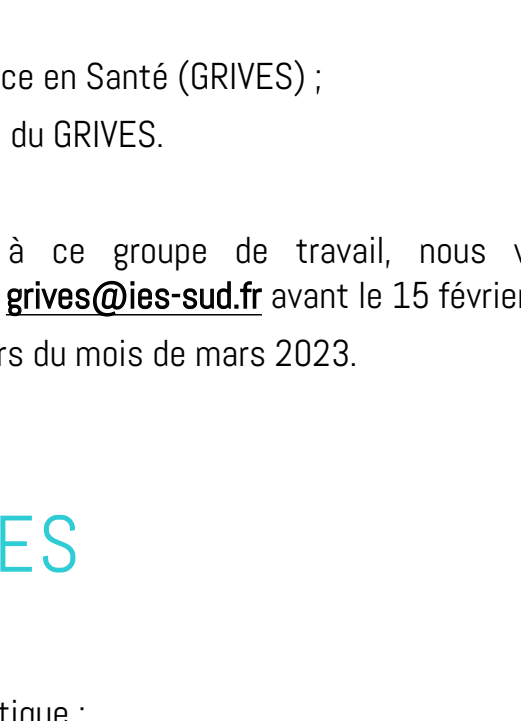 ce en Santé (GRIVES) ;
du GRIVES.
à ce groupe de travail, nous v
grives@ies-sud.fr avant le 15 février
rs du mois de mars 2023.
ES
tique :